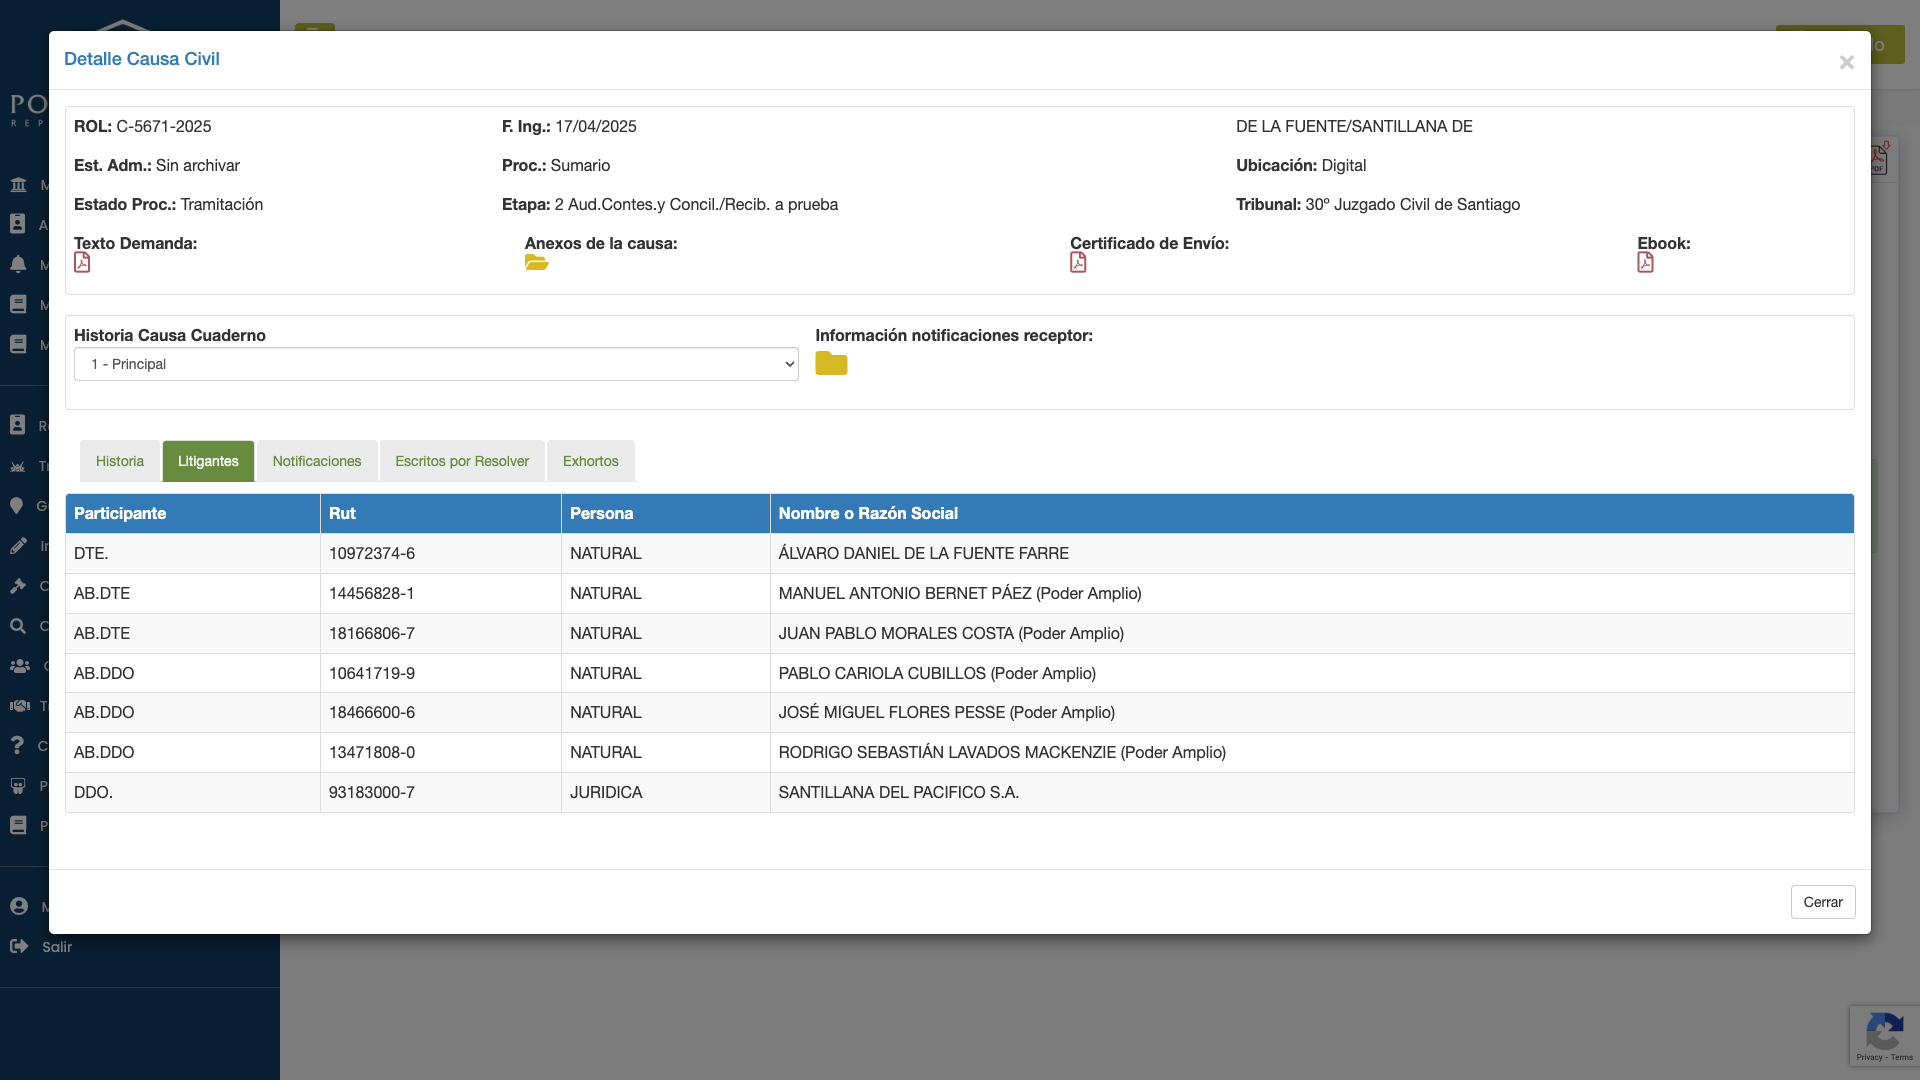 Detalle Causa Civil
×
ROL: C-5671-2025
F. Ing.: 17/04/2025
DE LA FUENTE/SANTILLANA DE
Est. Adm.: Sin archivar
Proc.: Sumario
Ubicación: Digital
Estado Proc.: Tramitación
Etapa: 2 Aud.Contes.y Concil./Recib. a prueba
Tribunal: 30º Juzgado Civil de Santiago
Texto Demanda:
Anexos de la causa:
Certificado de Envío:
Ebook:
Historia Causa Cuaderno
1 - Principal
Información notificaciones receptor:
Historia
Litigantes
Notificaciones
Escritos por Resolver
Exhortos
Participante Rut Persona Nombre o Razón Social
DTE. 10972374-6 NATURAL ÁLVARO DANIEL DE LA FUENTE FARRE
AB.DTE 14456828-1 NATURAL MANUEL ANTONIO BERNET PÁEZ (Poder Amplio)
AB.DTE 18166806-7 NATURAL JUAN PABLO MORALES COSTA (Poder Amplio)
AB.DDO 10641719-9 NATURAL PABLO CARIOLA CUBILLOS (Poder Amplio)
AB.DDO 18466600-6 NATURAL JOSÉ MIGUEL FLORES PESSE (Poder Amplio)
AB.DDO 13471808-0 NATURAL RODRIGO SEBASTIÁN LAVADOS MACKENZIE (Poder Amplio)
DDO. 93183000-7 JURIDICA SANTILLANA DEL PACIFICO S.A.
Cerrar
Salir
Privacy - Terms